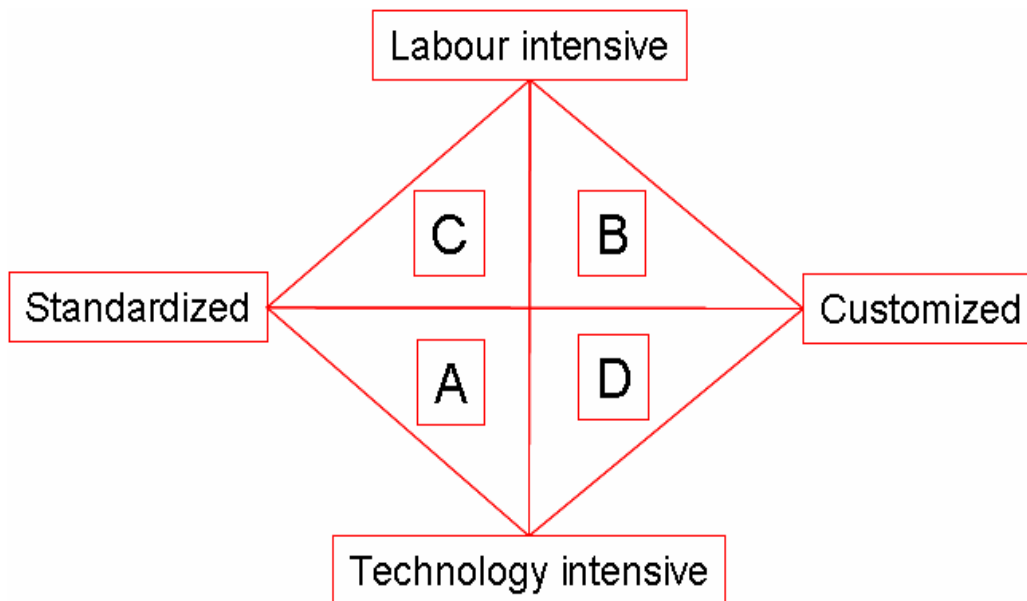 Labour intensive
C
B
Standardized
Customized
A
D
Technology intensive